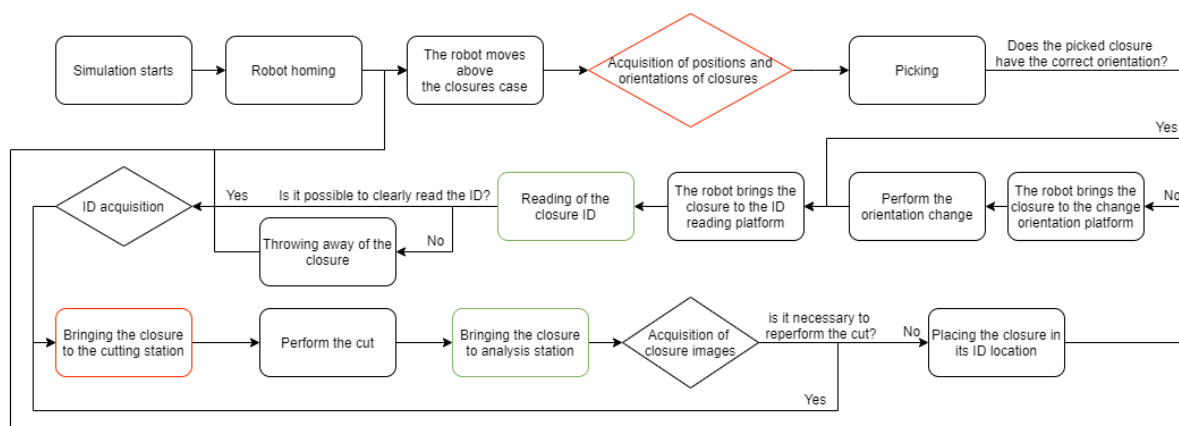 Simulation starts
Robot homing
The robot moves
above
the closures case
Acquisition of positions and
orientations of closures
Picking
Does the picked closure
have the correct orientation?
Yes
ID acquisition
Yes
Is it possible to clearly read the ID?
Reading of the
closure ID
The robot brings the
closure to the ID
reading platform
Perform the
orientation change
The robot brings the
closure to the change
orientation platform
No
Throwing away of the
closure
No
Bringing the closure
to the cutting station
Perform the cut
Bringing the closure
to analysis station
Acquisition of
closure images
is it necessary to
reperform the cut?
No
Placing the closure in
its ID location
Yes